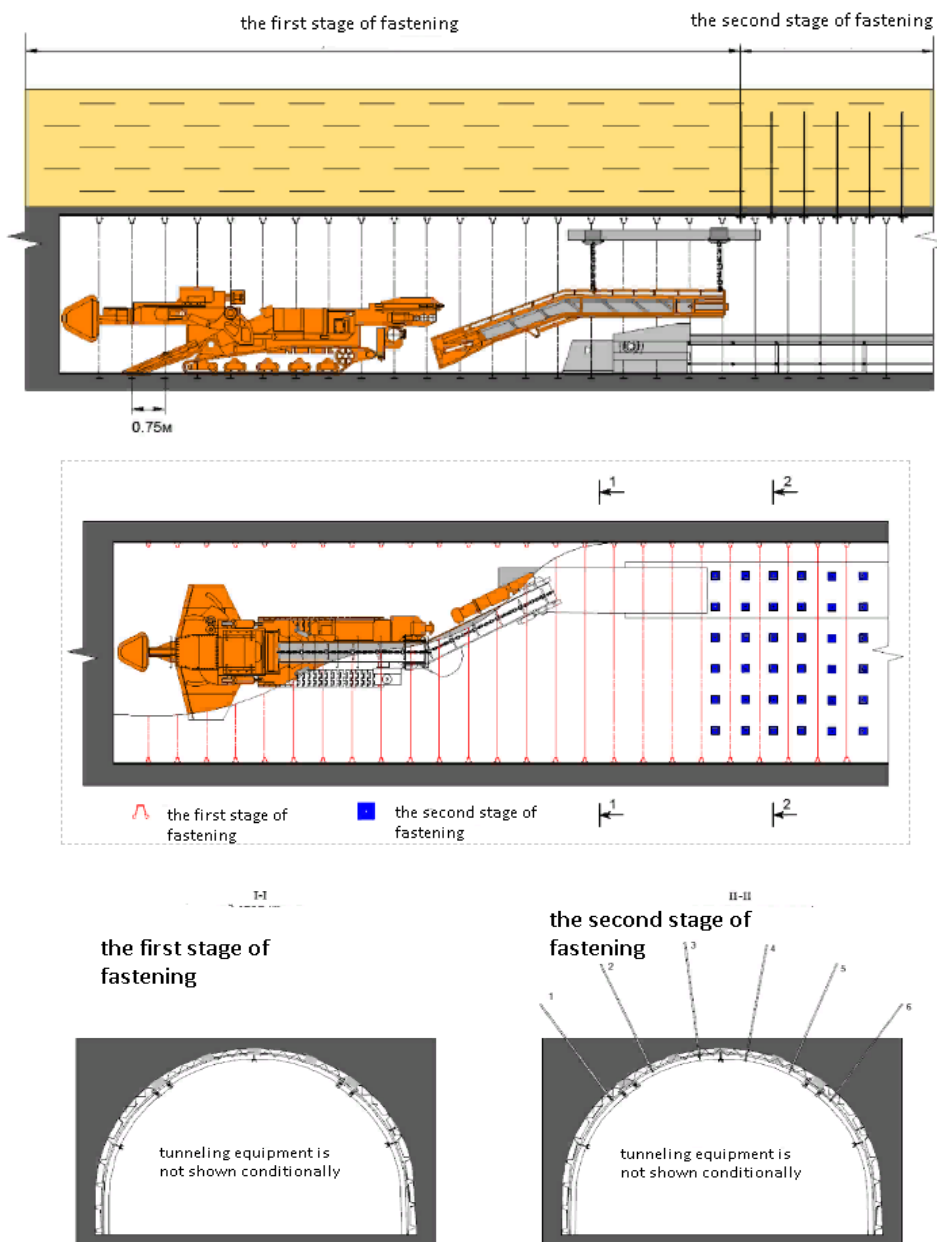 the first stage of fastening
the second stage of fastening
0.75м
1
2
the first stage of
fastening
the second stage of
fastening
1
2
I-I
II-II
the first stage of
fastening
the second stage of
fastening
1
2
3
4
5
6
tunneling equipment is
not shown conditionally
tunneling equipment is
not shown conditionally